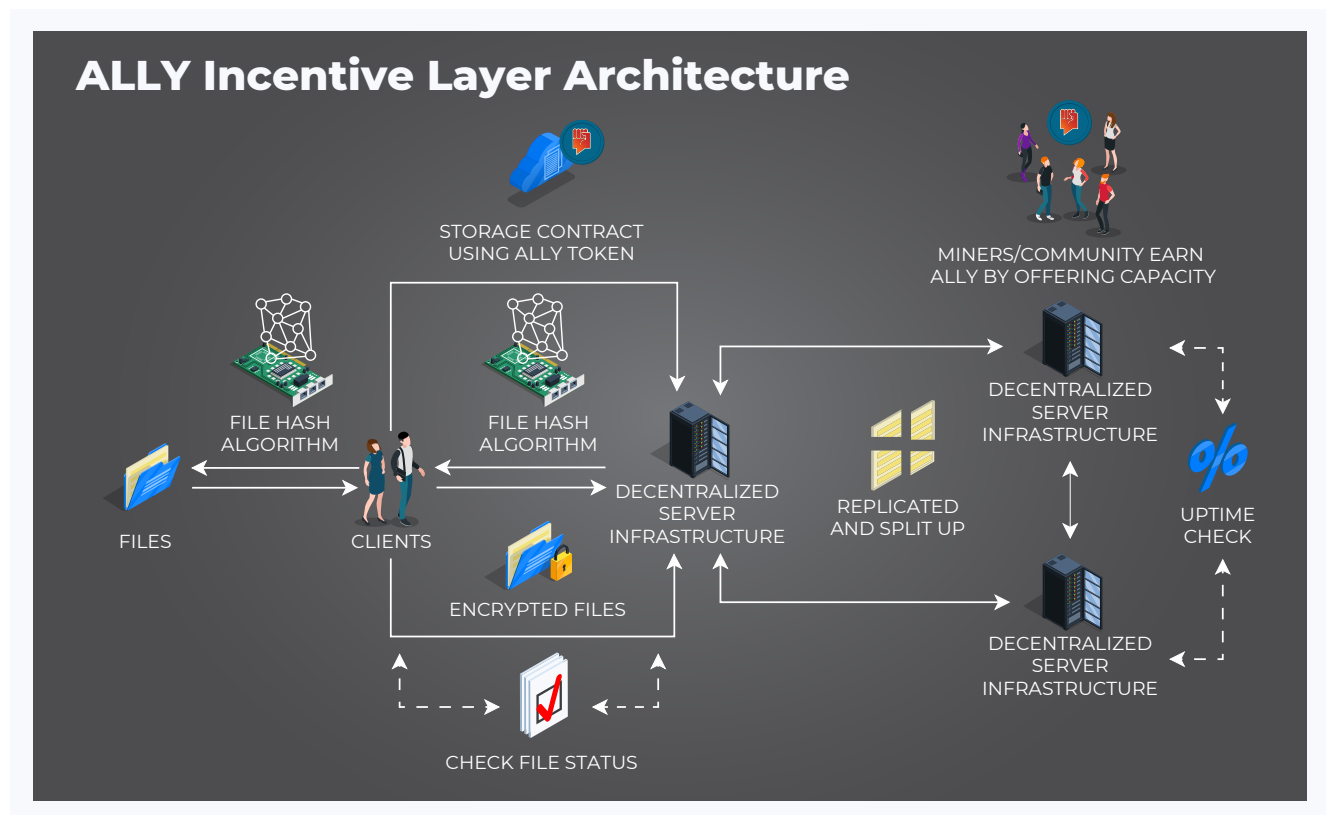 ALLY Incentive Layer Architecture
STORAGE CONTRACT
USING ALLY TOKEN
MINERS/COMMUNITY EARN
ALLY BY OFFERING CAPACITY
FILE HASH
ALGORITHM
FILE HASH
ALGORITHM
DECENTRALIZED
SERVER
INFRASTRUCTURE
FILES
CLIENTS
DECENTRALIZED
SERVER
INFRASTRUCTURE
REPLICATED
AND SPLIT UP
UPTIME
CHECK
ENCRYPTED FILES
DECENTRALIZED
SERVER
INFRASTRUCTURE
CHECK FILE STATUS